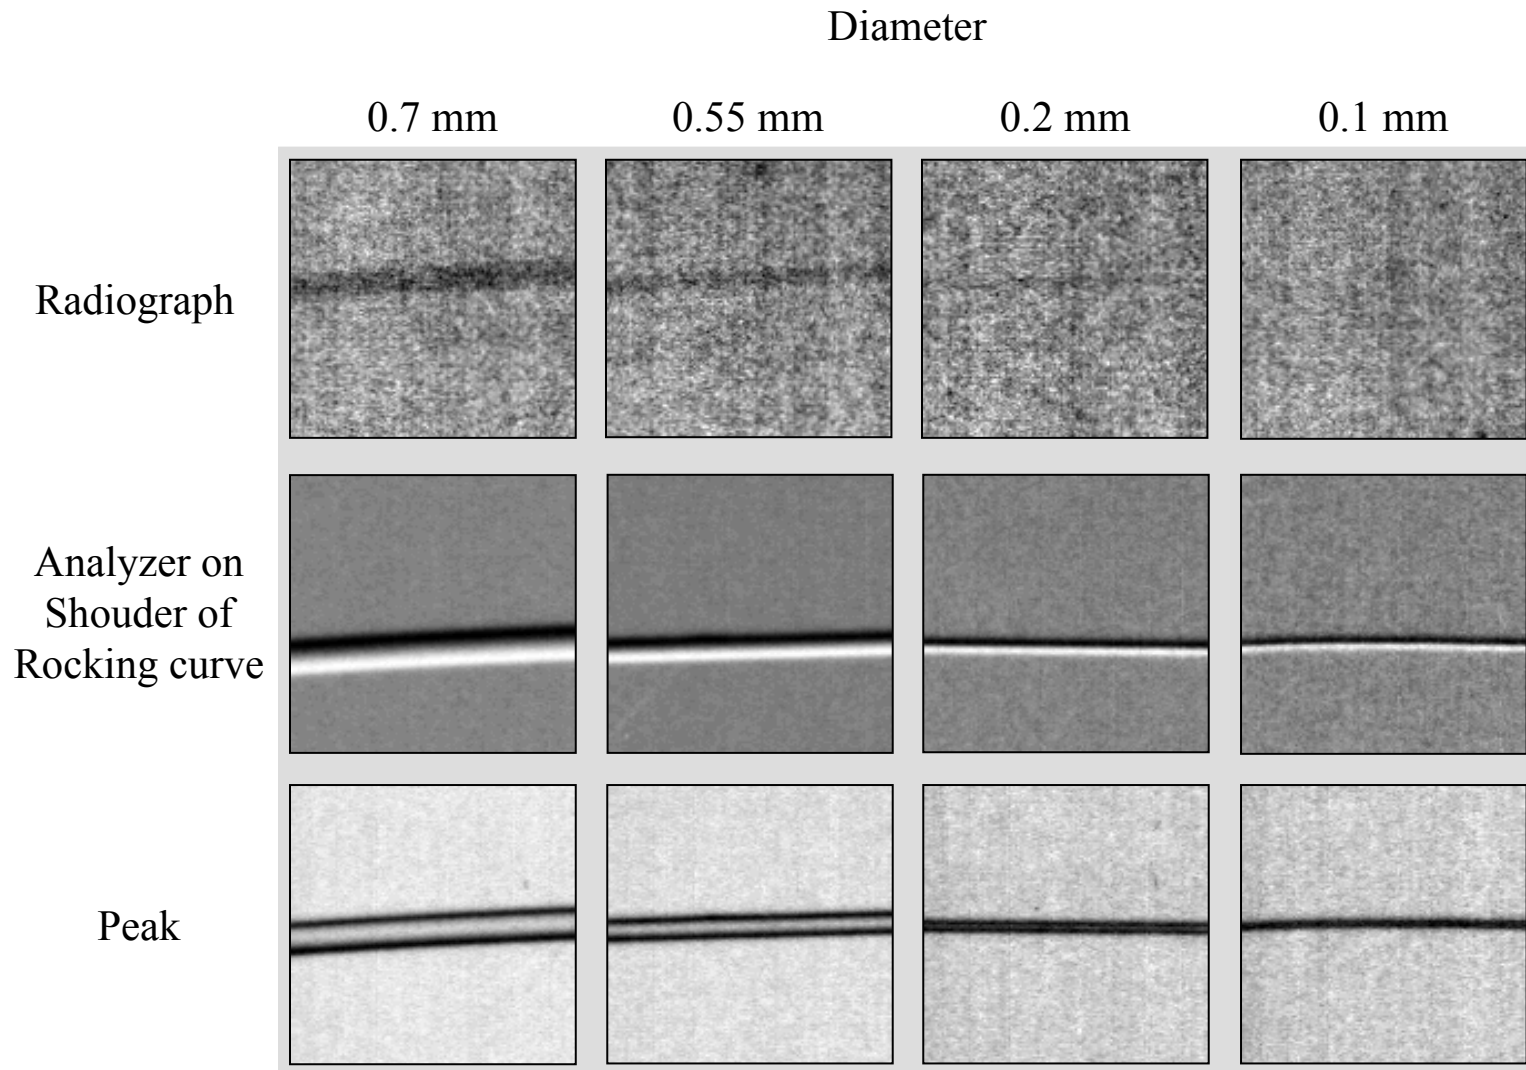 Diameter
0.7 mm 0.55 mm 0.2 mm 0.1 mm
Radiograph
Analyzer on
Shouder of
Rocking curve
Peak